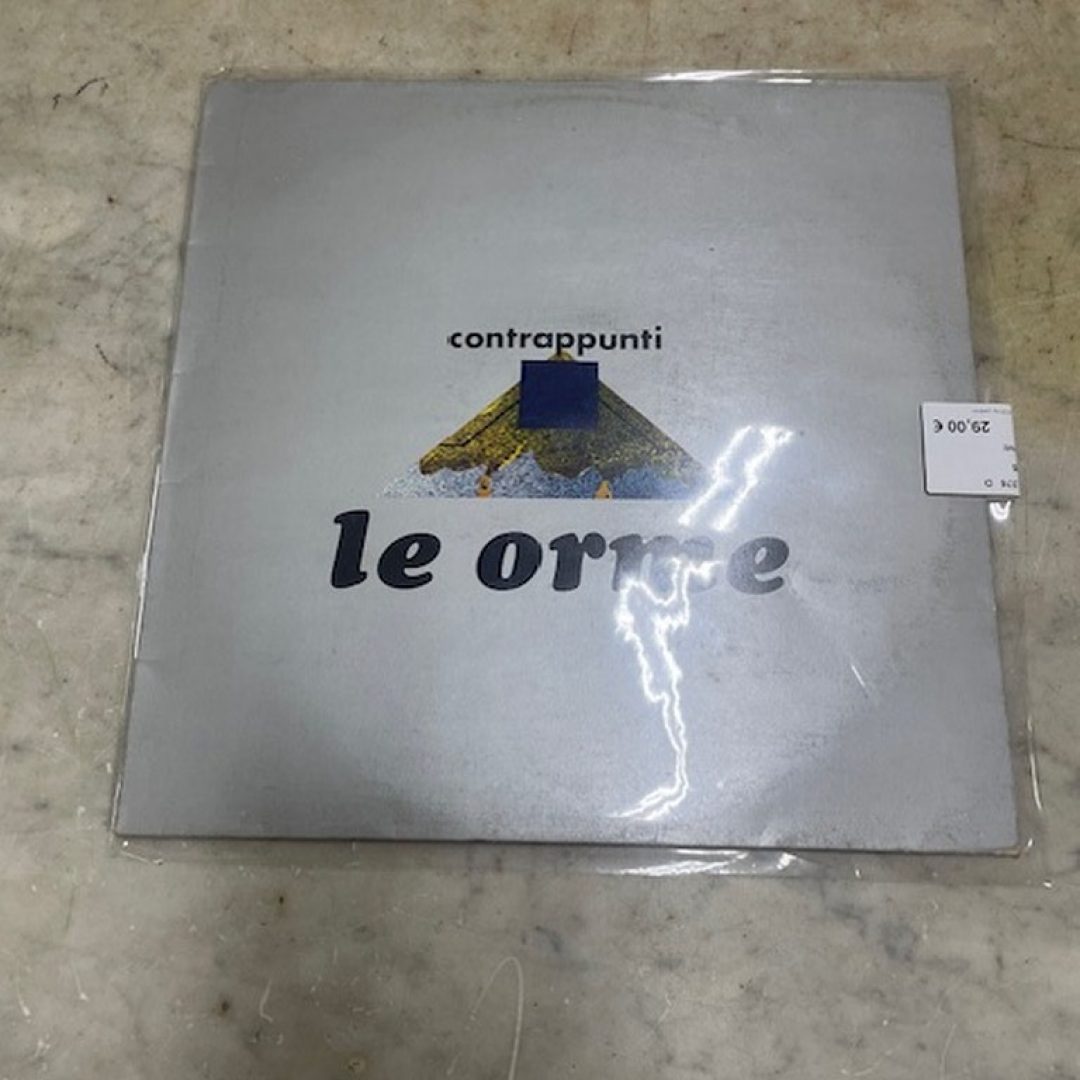 contrappunti
le orme
29,00 €